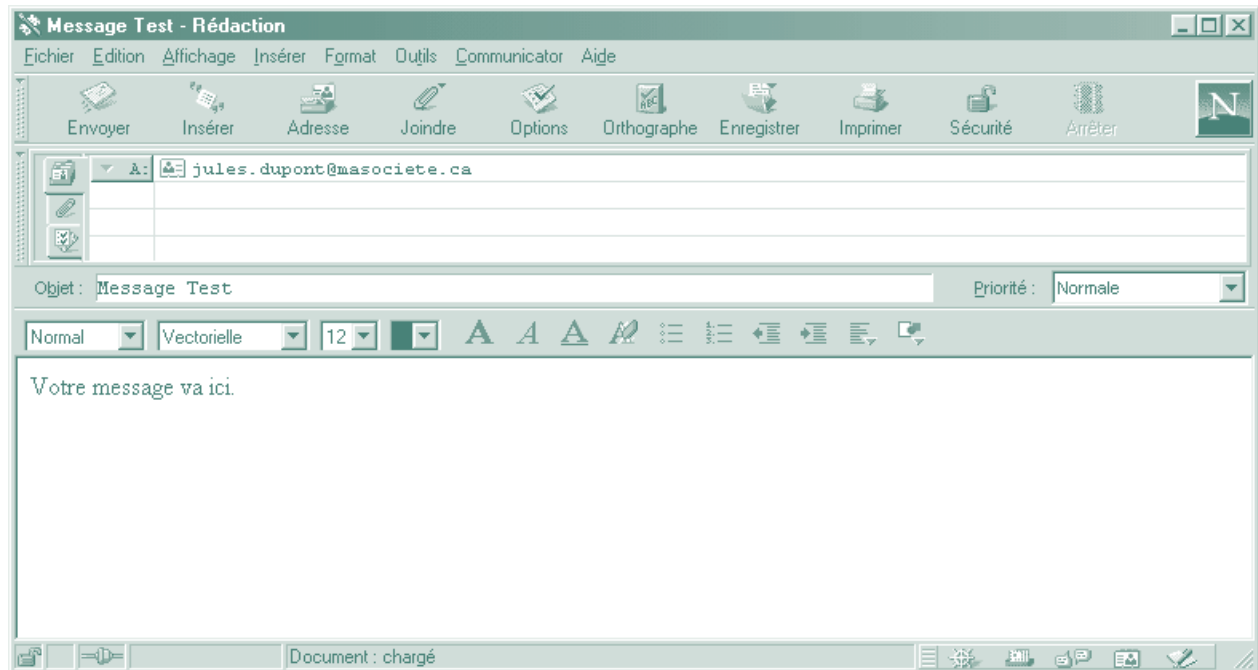 Message Test - Rédaction
Fichier Edition Affichage Insérer Format Outils Communicator Aide
Envoyer Insérer Adresse Joindre Options Orthographe Enregistrer Imprimer Sécurité Arrêter
N
A: jules.dupont@masociete.ca
Objet : Message Test Priorité : Normale
Normal Vectorielle 12 A A A
Votre message va ici.
Document : chargé